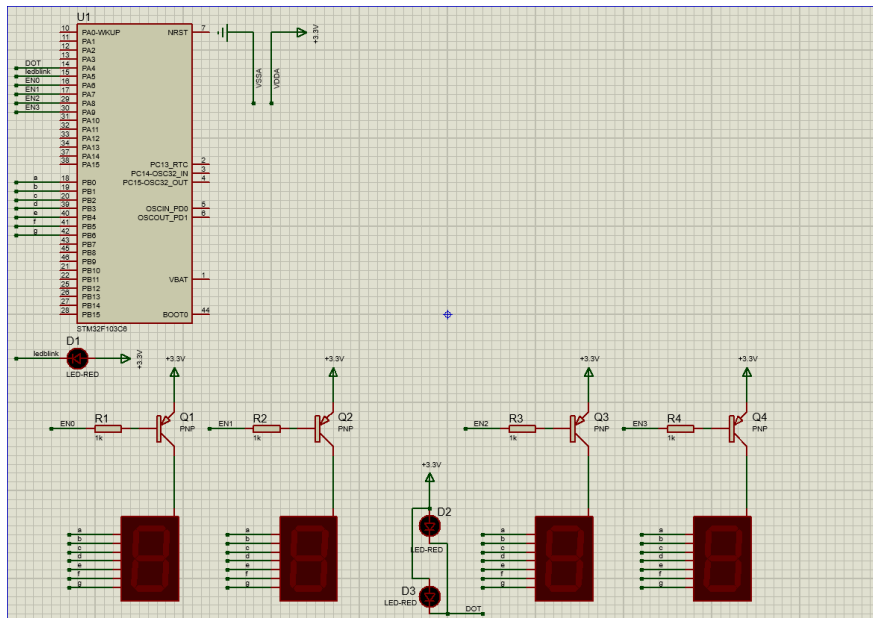 U1
10 PA0-WKUP NRST 7
11 PA1
12 PA2
13 PA3
DOT 14 PA4
ledblink 15 PA5
EN0 16 PA6
EN1 17 PA7
EN2 29 PA8
EN3 30 PA9
31 PA10
32 PA11
33 PA12
34 PA13
37 PA14
38 PA15 PC13_RTC 2
PC14-OSC32_IN 3
a 18 PB0 PC15-OSC32_OUT 4
b 19 PB1
c 20 PB2
d 39 PB3 OSCIN_PD0 5
e 40 PB4 OSCOUT_PD1 6
f 41 PB5
g 42 PB6
43 PB7
45 PB8
46 PB9
21 PB10
22 PB11 VBAT 1
25 PB12
26 PB13
27 PB14
28 PB15 BOOT0 44
STM32F103C6
VSSA
VDDA
+3.3V
D1
ledblink
LED-RED
+3.3V
+3.3V +3.3V +3.3V +3.3V
EN0 R1 1k Q1 PNP
EN1 R2 1k Q2 PNP
EN2 R3 1k Q3 PNP
EN3 R4 1k Q4 PNP
+3.3V
D2
LED-RED
D3
LED-RED
DOT
a a a a
b b b b
c c c c
d d d d
e e e e
f f f f
g g g g